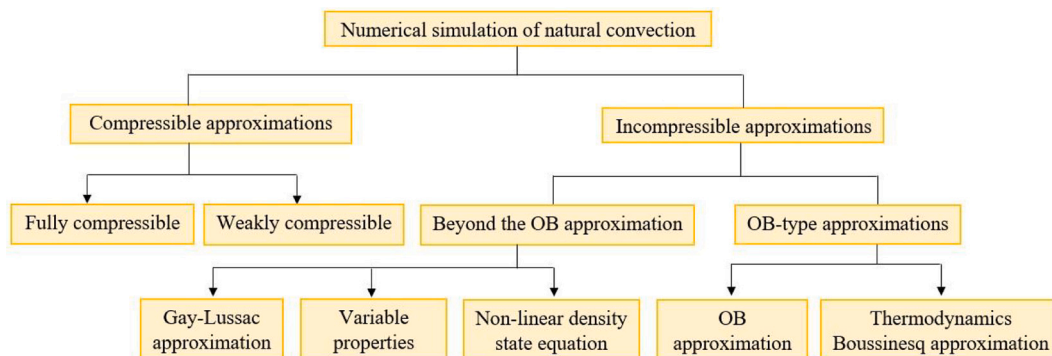 Numerical simulation of natural convection
Compressible approximations
Incompressible approximations
Fully compressible
Weakly compressible
Beyond the OB approximation
OB-type approximations
Gay-Lussac
approximation
Variable
properties
Non-linear density
state equation
OB
approximation
Thermodynamics
Boussinesq approximation